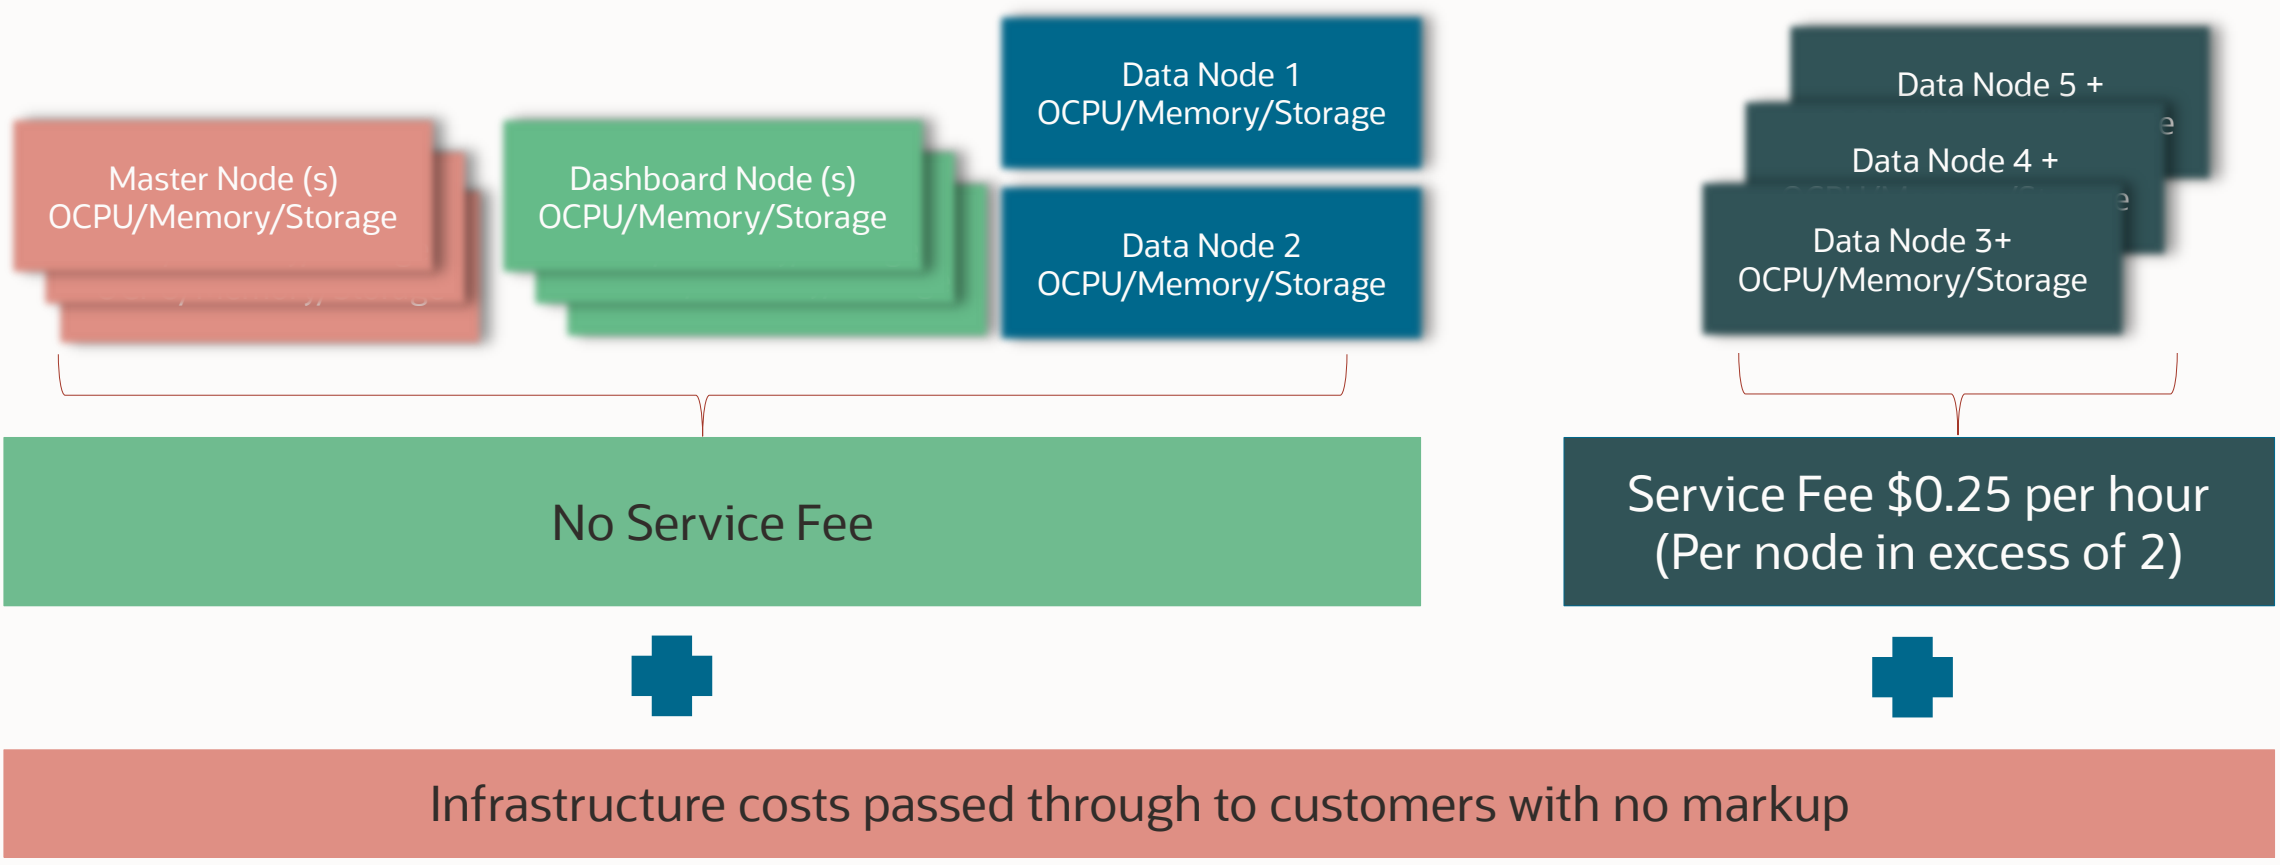 Master Node (s)
OCPU/Memory/Storage
Dashboard Node (s)
OCPU/Memory/Storage
Data Node 1
OCPU/Memory/Storage
Data Node 2
OCPU/Memory/Storage
Data Node 5 +
Data Node 4 +
Data Node 3+
OCPU/Memory/Storage
No Service Fee
Service Fee $0.25 per hour
(Per node in excess of 2)
Infrastructure costs passed through to customers with no markup